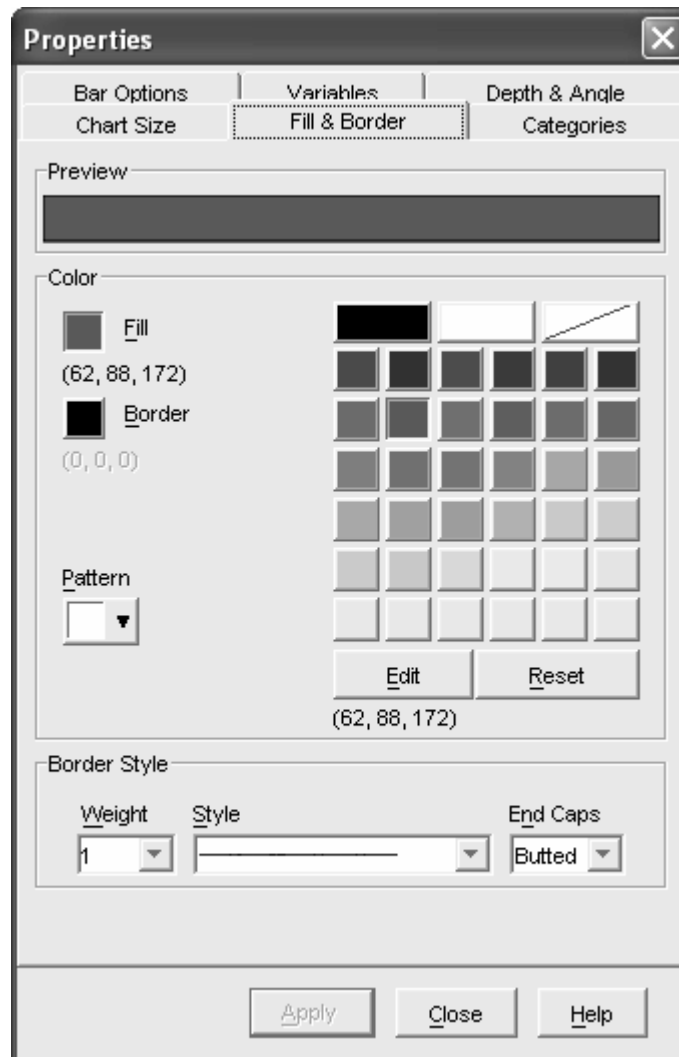 Properties
Bar Options Variables Depth & Angle
Chart Size Fill & Border Categories
Preview
Color
Fill
(62, 88, 172)
Border
(0, 0, 0)
Pattern
Edit Reset
(62, 88, 172)
Border Style
Weight Style End Caps
1 Butted
Apply Close Help